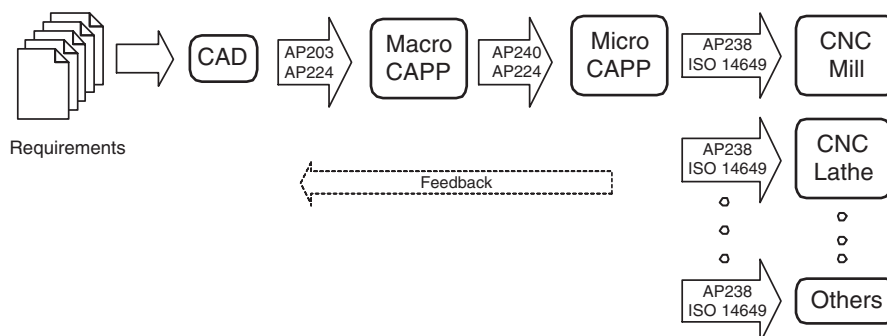 Requirements
CAD
AP203
AP224
Macro
CAPP
AP240
AP224
Micro
CAPP
AP238
ISO 14649
CNC
Mill
AP238
ISO 14649
CNC
Lathe
Feedback
AP238
ISO 14649
Others